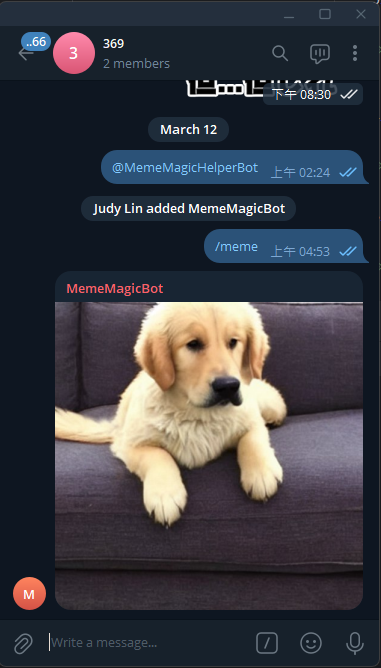 ..66
3
369
2 members
下午 08:30
March 12
@MemeMagicHelperBot 上午 02:24
Judy Lin added MemeMagicBot
/meme 上午 04:53
MemeMagicBot
M
Write a message...